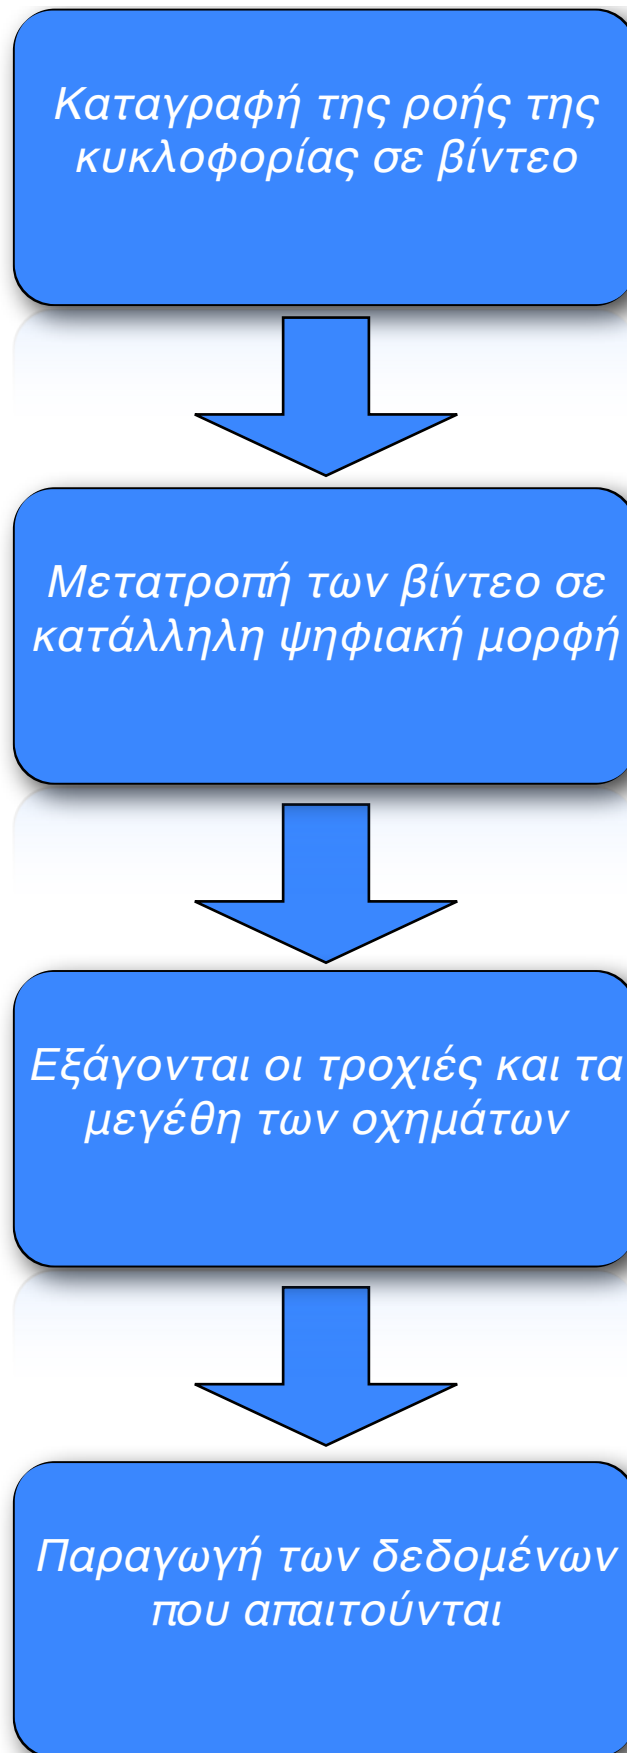 Καταγραφή της ροής της
κυκλοφορίας σε βίντεο
Μετατροπή των βίντεο σε
κατάλληλη ψηφιακή μορφή
Εξάγονται οι τροχιές και τα
μεγέθη των οχημάτων
Παραγωγή των δεδομένων
που απαιτούνται